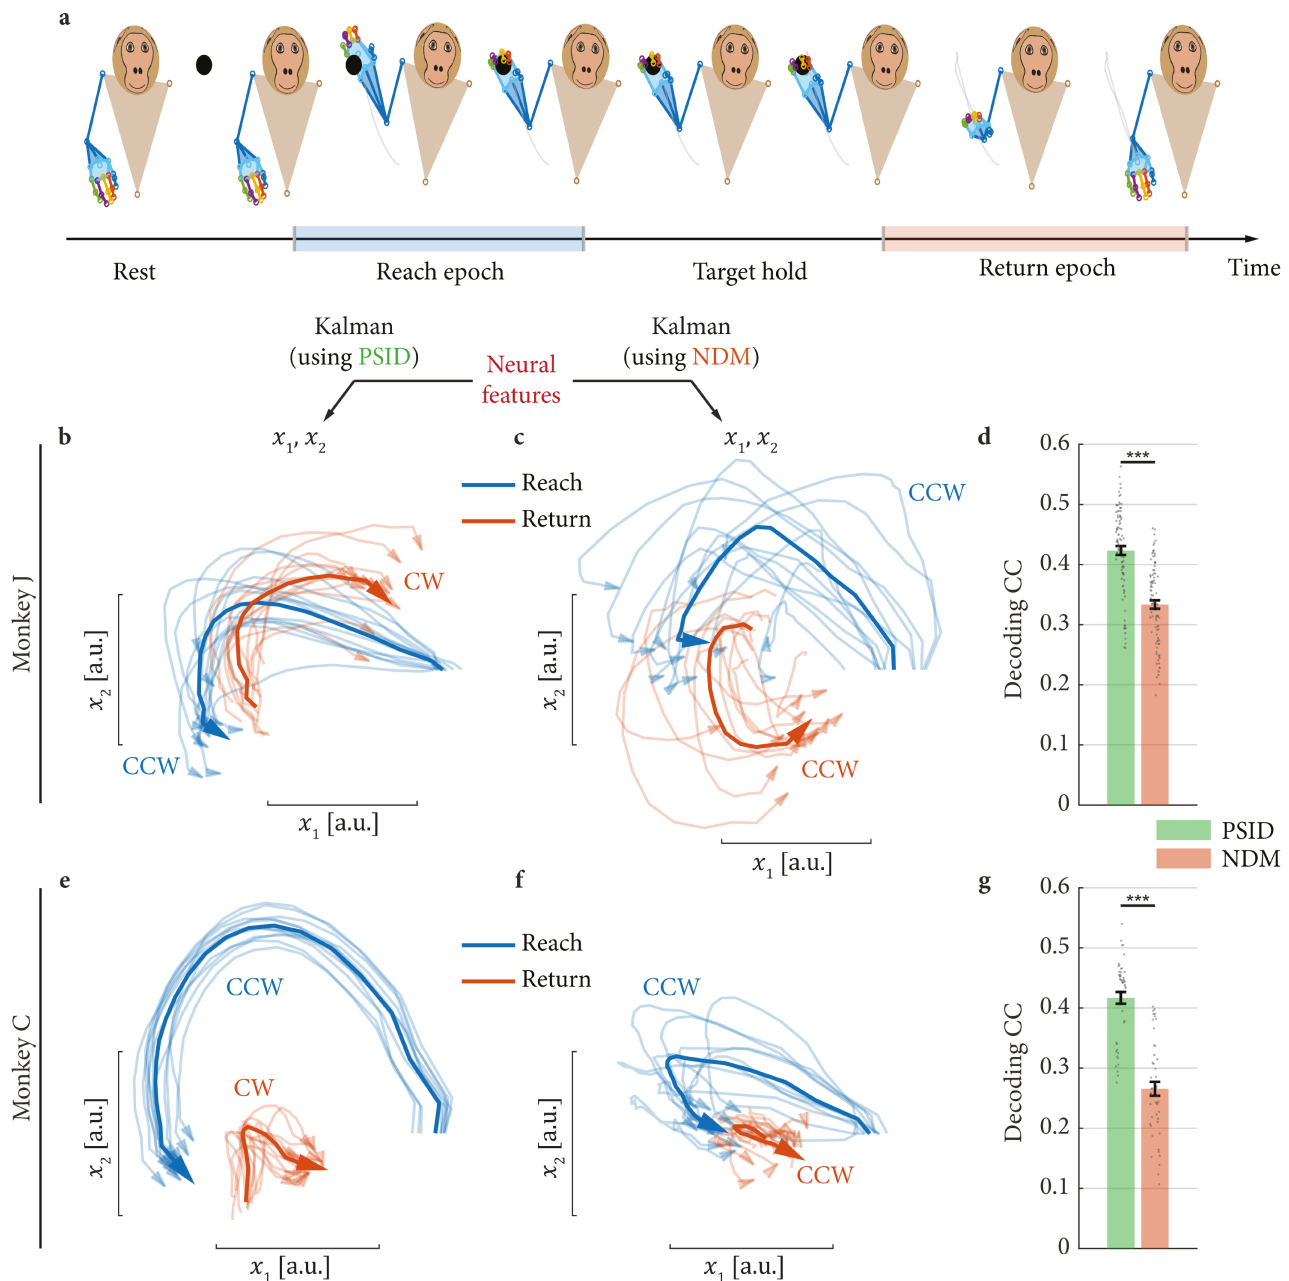 a
Rest
Reach epoch
Target hold
Return epoch
Time
Kalman
(using PSID)
Kalman
(using NDM)
Neural
features
Monkey J
b
x1, x2
CW
CCW
x2 [a.u.]
x1 [a.u.]
c
x1, x2
Reach
Return
CCW
CCW
x2 [a.u.]
x1 [a.u.]
d
0.6
***
0.5
0.4
0.3
0.2
0.1
0
Decoding CC
PSID
NDM
Monkey C
e
CCW
CW
x2 [a.u.]
x1 [a.u.]
f
Reach
Return
CCW
CCW
x2 [a.u.]
x1 [a.u.]
g
0.6
***
0.5
0.4
0.3
0.2
0.1
0
Decoding CC